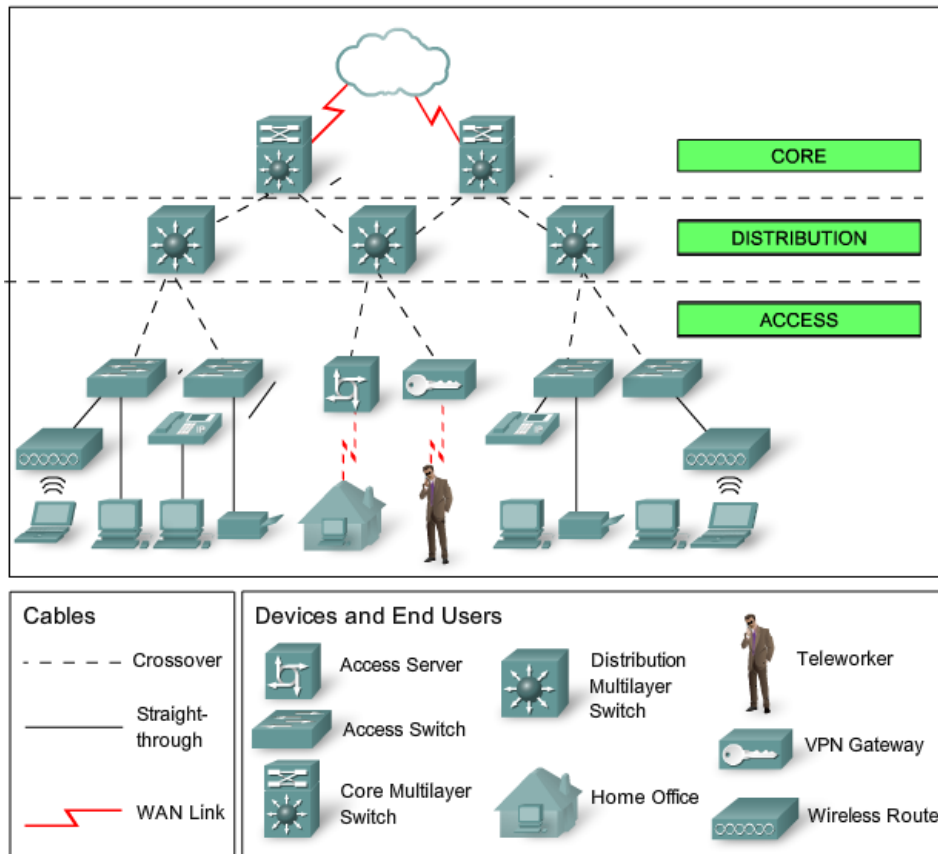 CORE
DISTRIBUTION
ACCESS
Cables
Crossover
Straight-
through
WAN Link
Devices and End Users
Access Server
Access Switch
Core Multilayer
Switch
Distribution
Multilayer
Switch
Home Office
Teleworker
VPN Gateway
Wireless Route